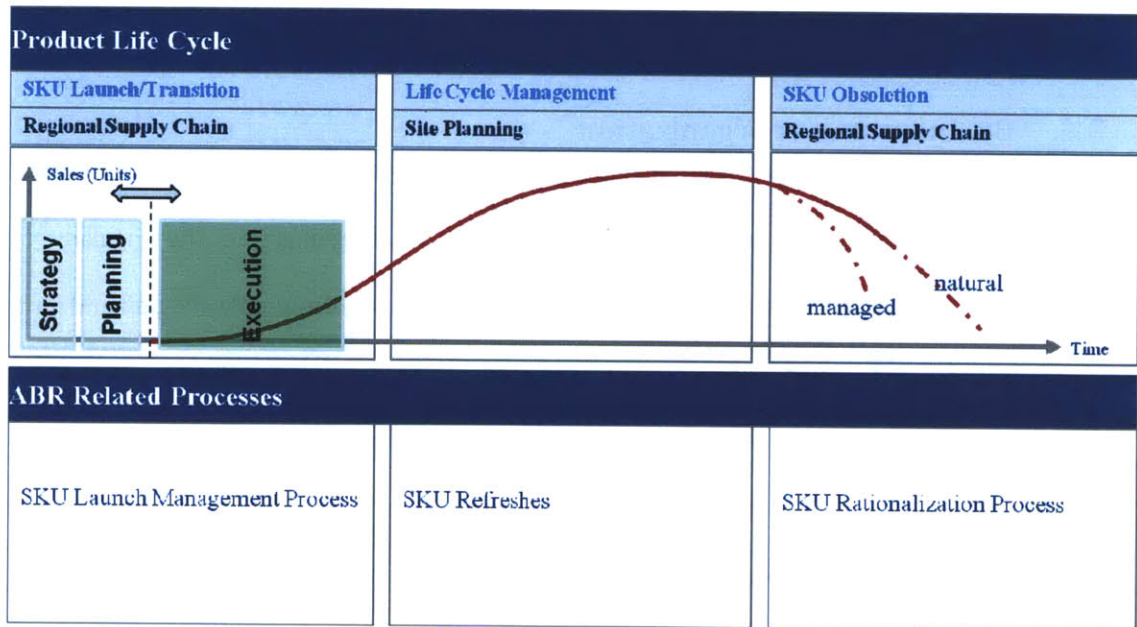 Product Life Cycle
SKU Launch/Transition
Life Cycle Management
SKU Obsoletion
Regional Supply Chain
Site Planning
Regional Supply Chain
Sales (Units)
Strategy
Planning
Execution
managed
natural
Time
ABR Related Processes
SKU Launch Management Process
SKU Refreshes
SKU Rationalization Process